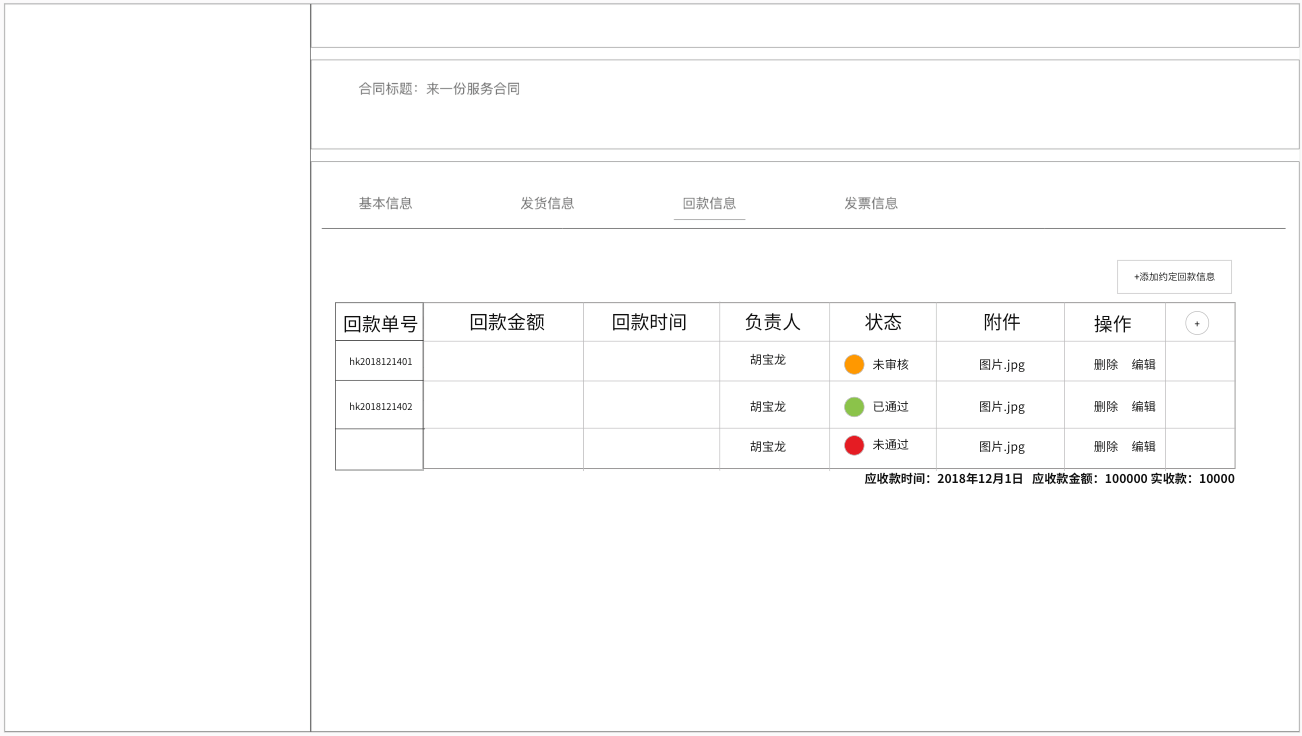 合同标题：来一份服务合同
基本信息 发货信息 回款信息 发票信息
+添加约定回款信息
回款单号 回款金额 回款时间 负责人 状态 附件 操作 +
hk2018121401 胡宝龙 未审核 图片.jpg 删除 编辑
hk2018121402 胡宝龙 已通过 图片.jpg 删除 编辑
胡宝龙 未通过 图片.jpg 删除 编辑
应收款时间：2018年12月1日 应收款金额：100000 实收款：10000